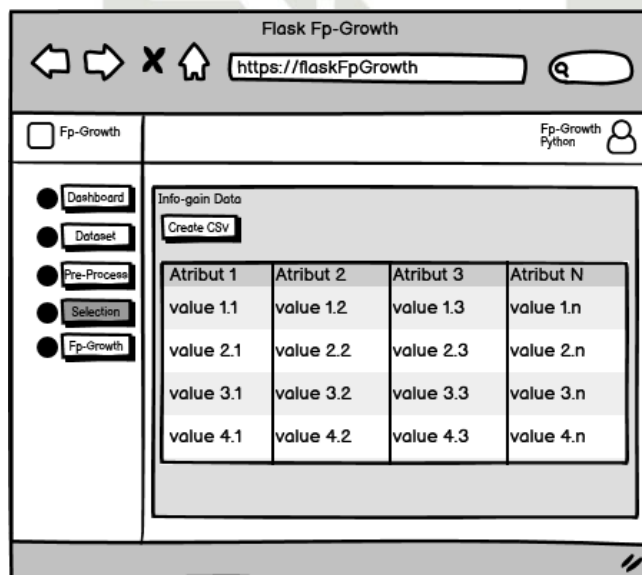 Flask Fp-Growth
https://flaskFpGrowth
Fp-Growth
Fp-Growth
Python
Dashboard
Dataset
Pre-Process
Selection
Fp-Growth
Info-gain Data
Create CSV
Atribut 1 Atribut 2 Atribut 3 Atribut N
value 1.1 value 1.2 value 1.3 value 1.n
value 2.1 value 2.2 value 2.3 value 2.n
value 3.1 value 3.2 value 3.3 value 3.n
value 4.1 value 4.2 value 4.3 value 4.n